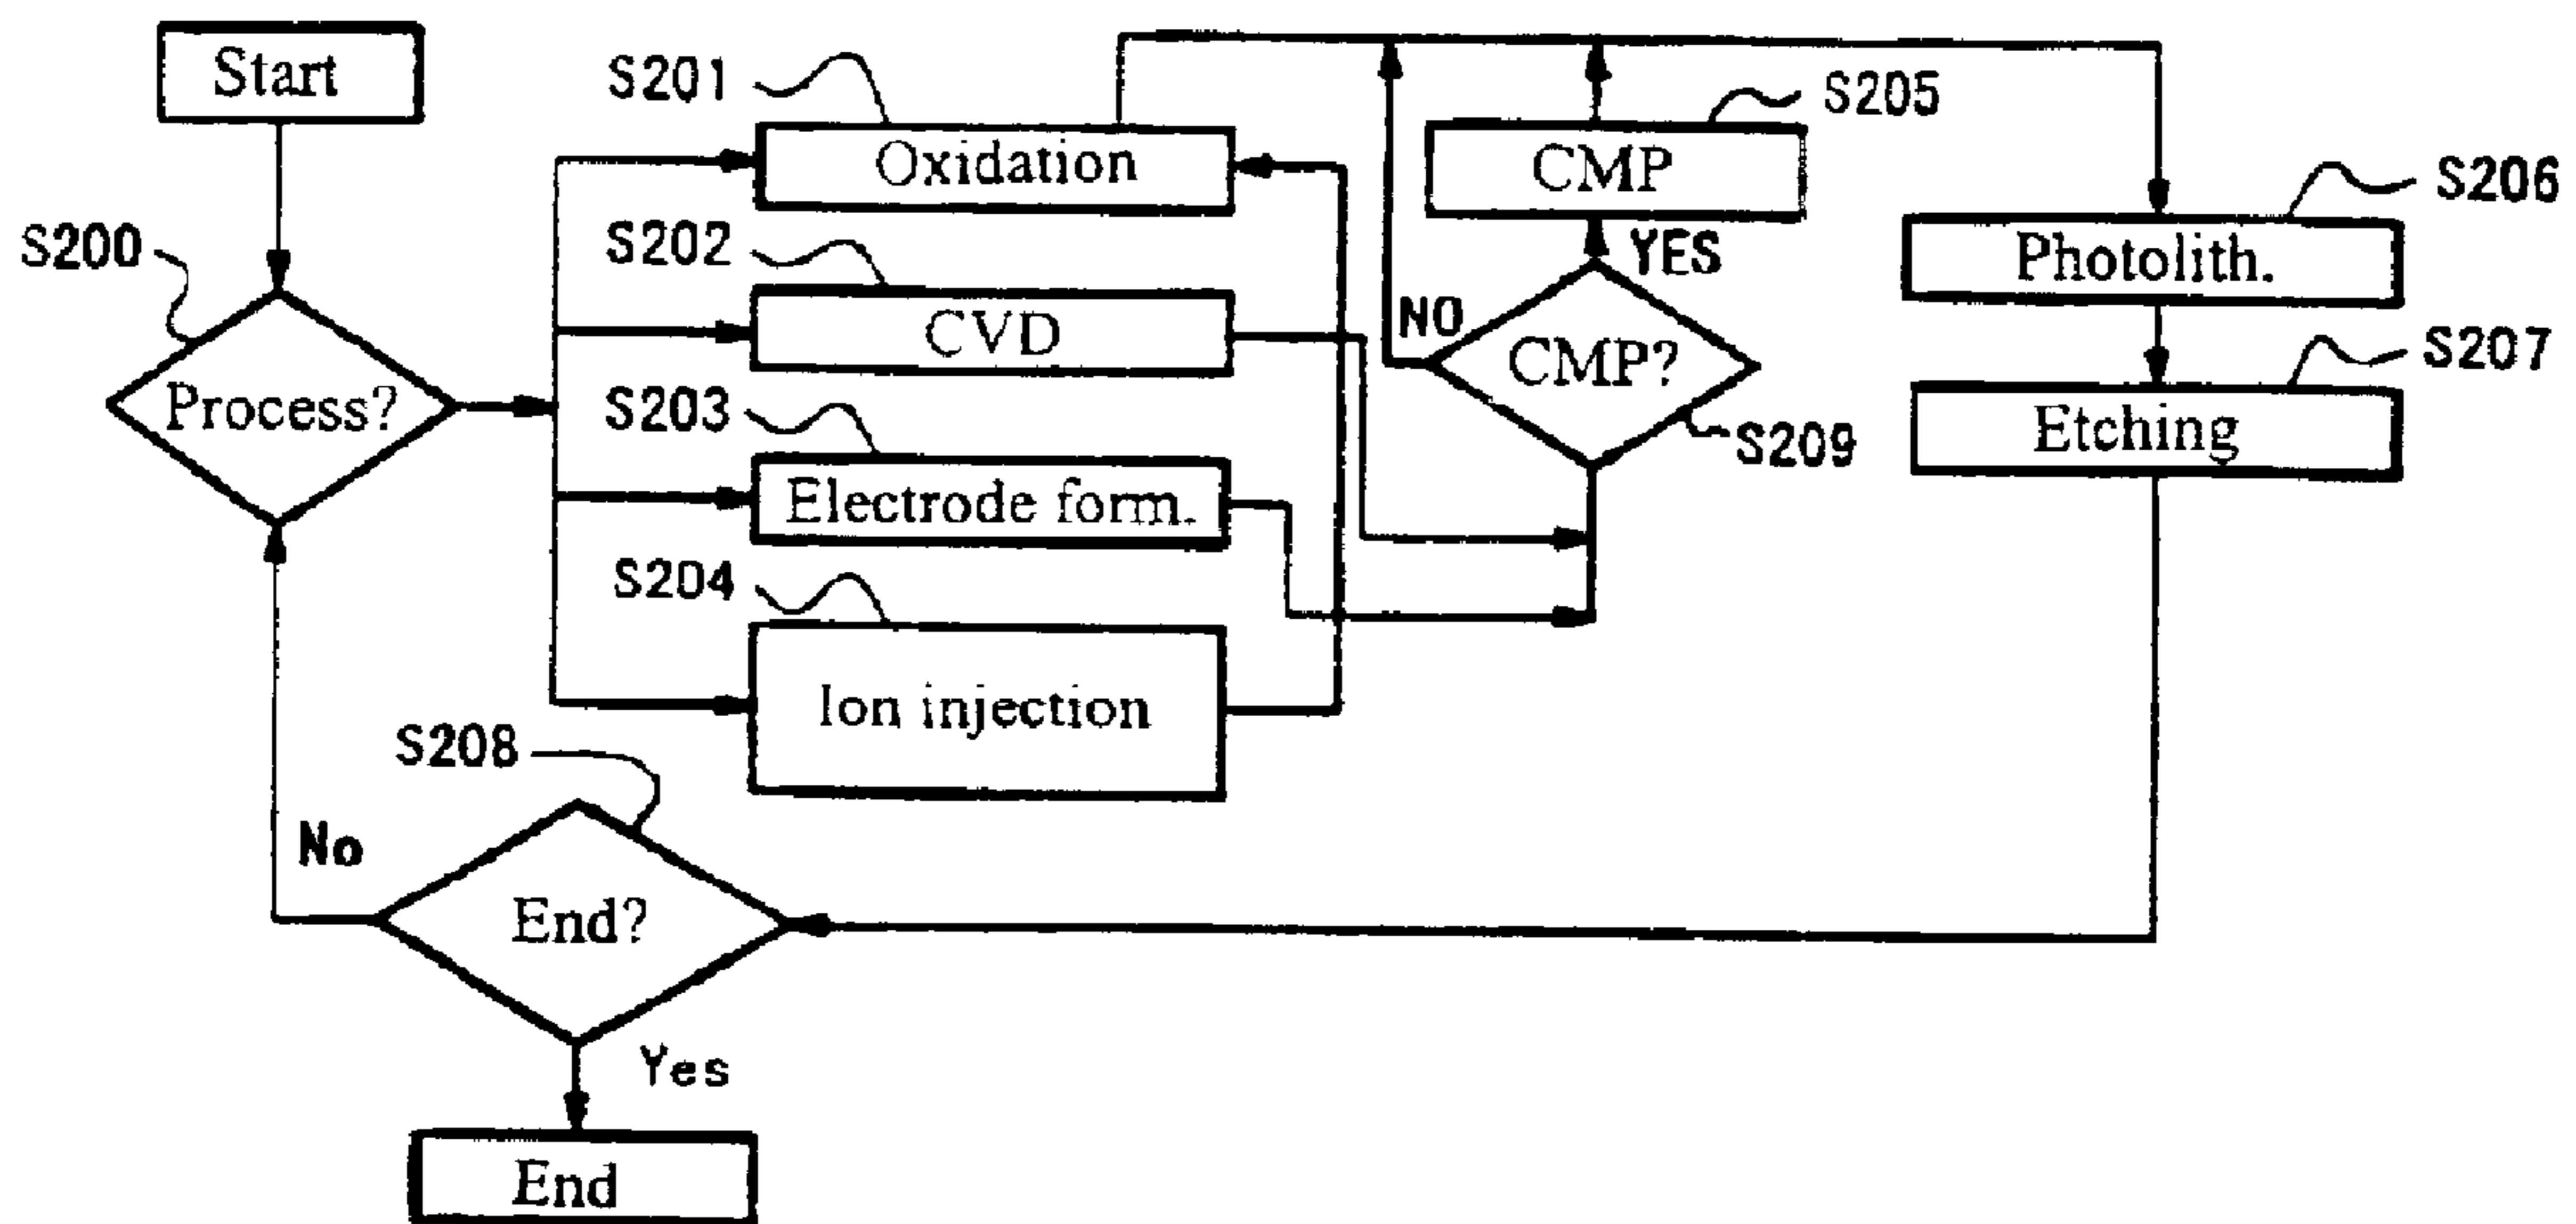 Start
S201
Oxidation
S205
CMP
S206
Photolith.
S200
S202
CVD
YES
NO
CMP?
S209
S207
Etching
Process?
S203
Electrode form.
S204
Ion injection
S208
No
End?
Yes
End